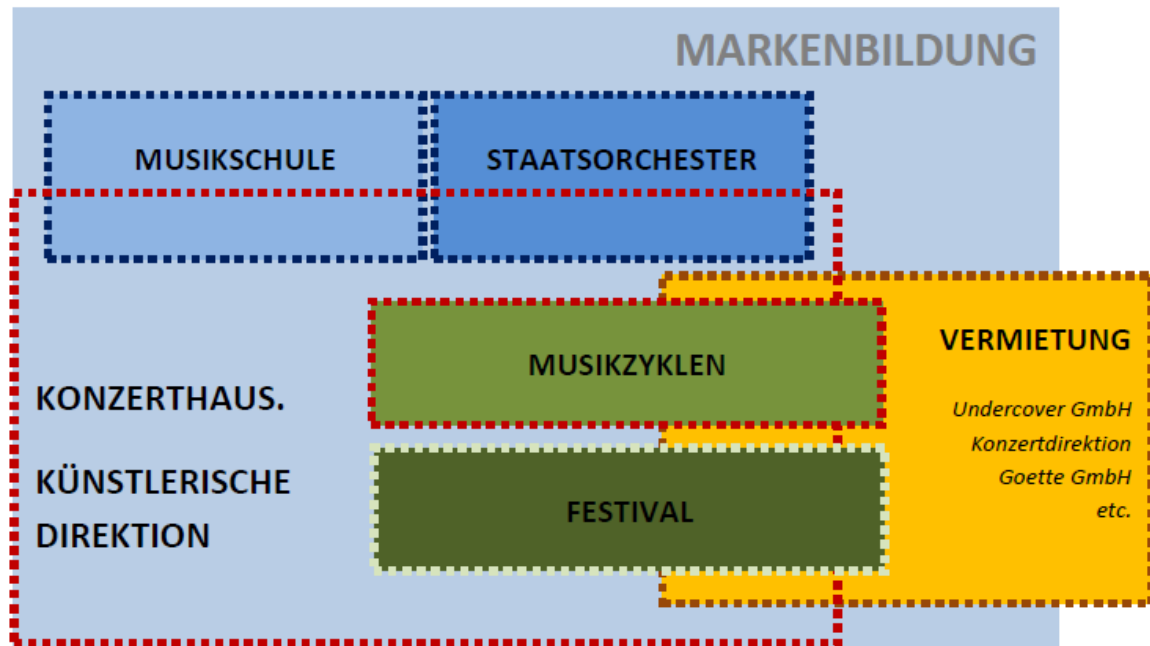 MARKENBILDUNG
MUSIKSCHULE
STAATSORCHESTER
MUSIKZYKLEN
VERMIETUNG
Undercover GmbH
Konzertdirektion
Goette GmbH
etc.
KONZERTHAUS.
KÜNSTLERISCHE
DIREKTION
FESTIVAL